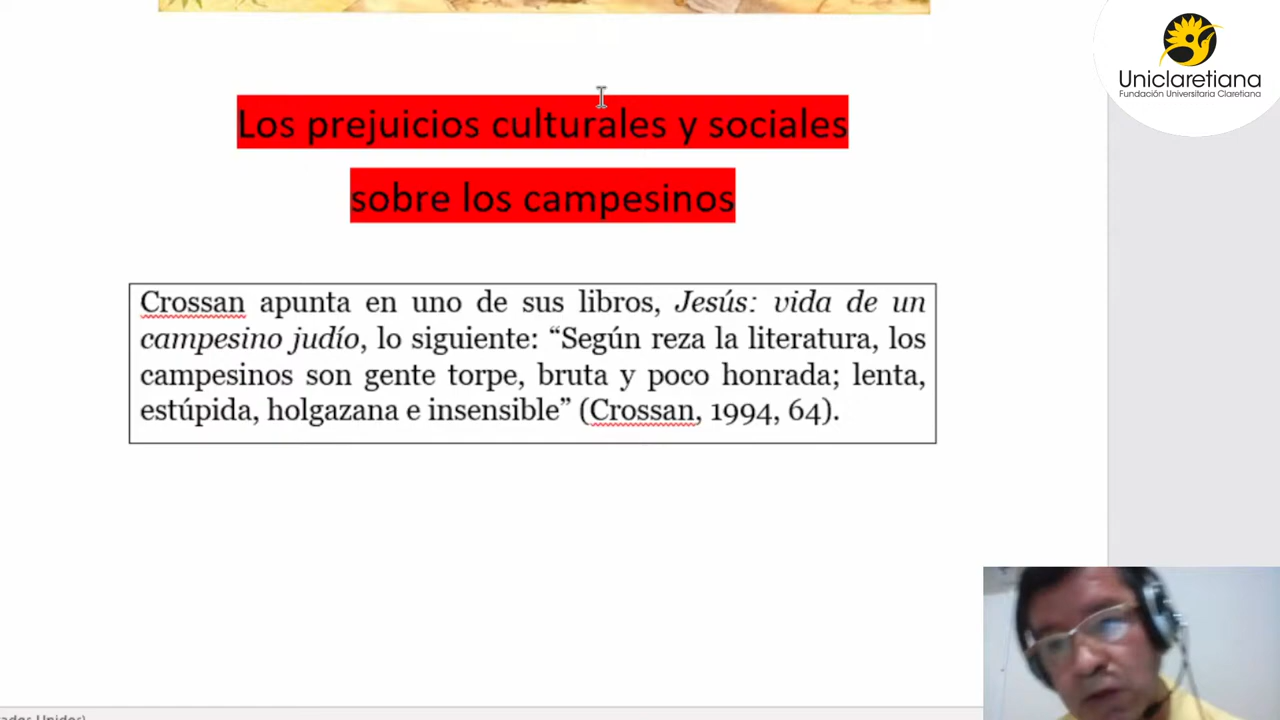 Uniclaretiana
Fundación Universitaria Claretiana
Los prejuicios culturales y sociales
sobre los campesinos
Crossan apunta en uno de sus libros, Jesús: vida de un
campesino judío, lo siguiente: “Según reza la literatura, los
campesinos son gente torpe, bruta y poco honrada; lenta,
estúpida, holgazana e insensible” (Crossan, 1994, 64).
Unidos)